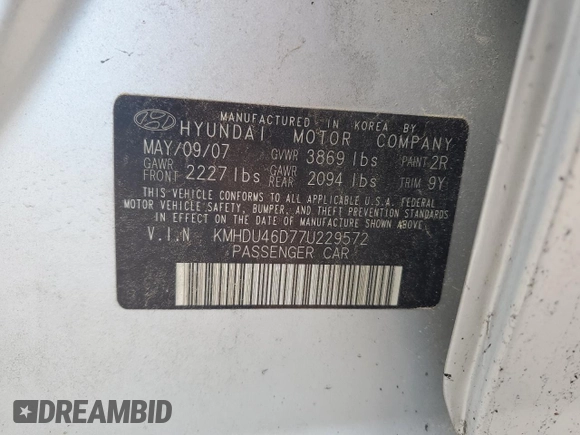 MANUFACTURED IN KOREA BY
HYUNDAI MOTOR COMPANY
MAY/09/07 GVWR 3869 lbs PAINT 2R
GAWR FRONT 2227 lbs GAWR REAR 2094 lbs TRIM 9Y
THIS VEHICLE CONFORMS TO ALL APPLICABLE FEDERAL
MOTOR VEHICLE SAFETY, BUMPER, AND THEFT PREVENTION STANDARDS
IN EFFECT ON THE DATE OF MANUFACTURE SHOWN ABOVE.
V.I.N KMHDU46D77U229572
PASSENGER CAR
DREAMBID